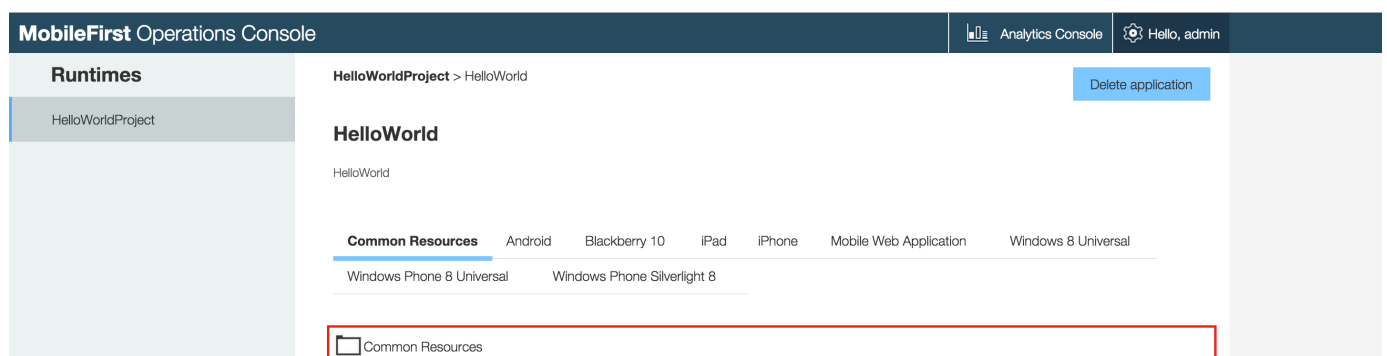 MobileFirst Operations Console
Analytics Console
Hello, admin
Runtimes
HelloWorldProject
HelloWorldProject > HelloWorld
Delete application
HelloWorld
HelloWorld
Common Resources Android Blackberry 10 iPad iPhone Mobile Web Application Windows 8 Universal
Windows Phone 8 Universal Windows Phone Silverlight 8
Common Resources